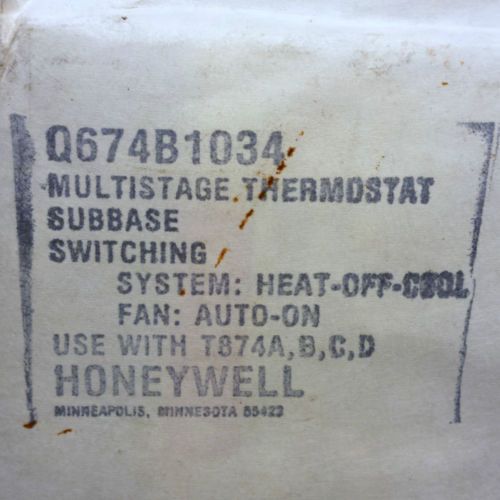 Q674B1034
MULTISTAGE THERMOSTAT
SUBBASE
SWITCHING
SYSTEM: HEAT-OFF-COOL
FAN: AUTO-ON
USE WITH T874A,B,C,D
HONEYWELL
MINNEAPOLIS, MINNESOTA 55422